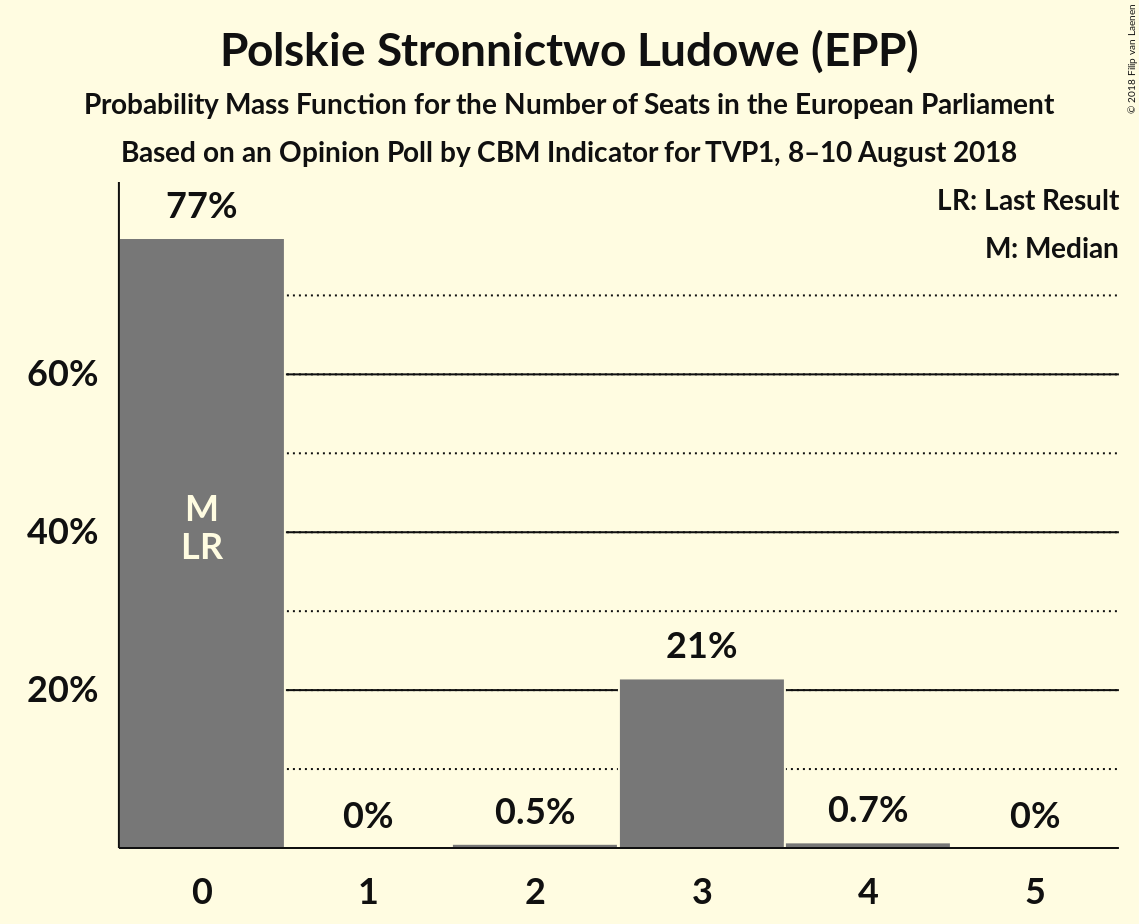 Polskie Stronnictwo Ludowe (EPP)
Probability Mass Function for the Number of Seats in the European Parliament
Based on an Opinion Poll by CBM Indicator for TVP1, 8–10 August 2018
© 2018 Filip van Laenen
LR: Last Result
M: Median
77%
60%
40%
20%
M
LR
0%
0.5%
21%
0.7%
0%
0 1 2 3 4 5